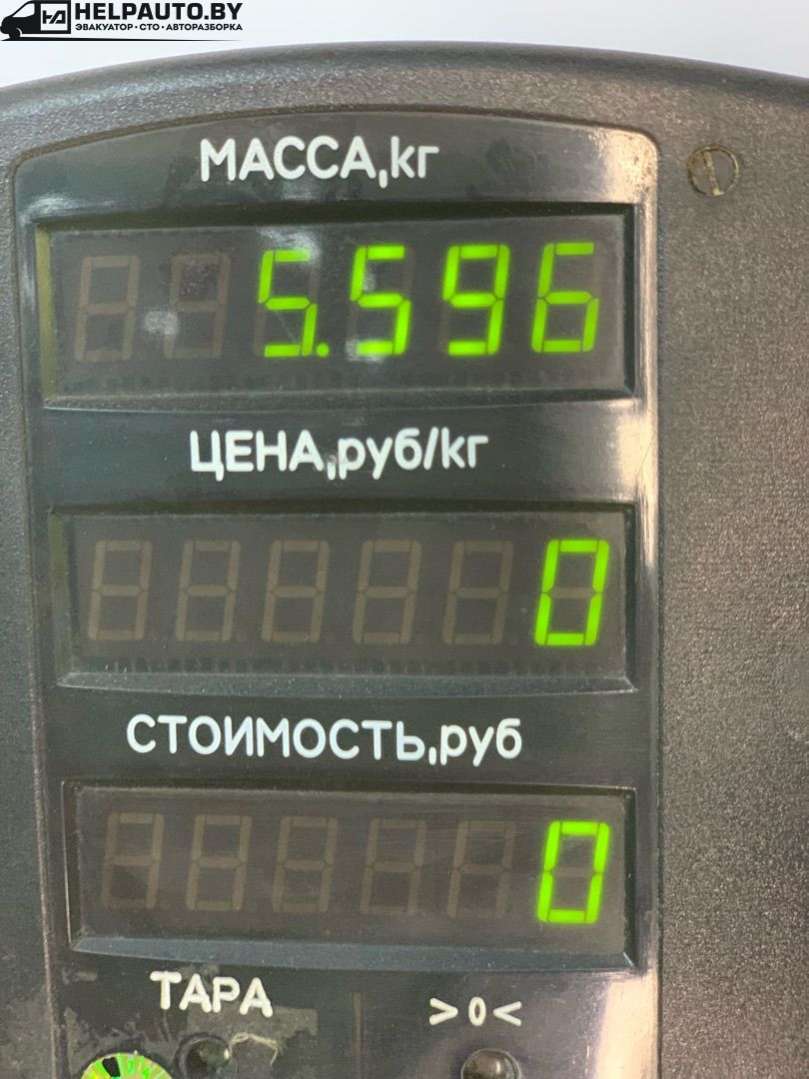 HELPAUTO.BY
ЭВАКУАТОР • СТО • АВТОРАЗБОРКА
МАССА,кг
5.596
ЦЕНА,руб/кг
0
СТОИМОСТЬ,руб
0
ТАРА >0<